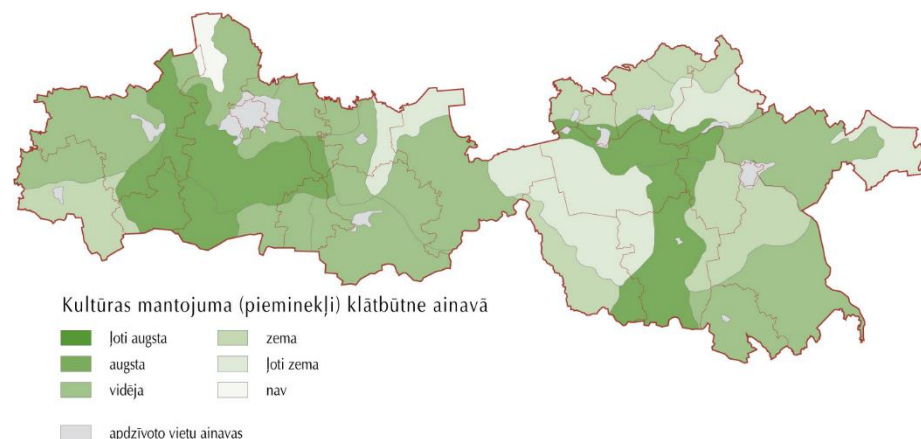 Kultūras mantojuma (pieminekļi) klātbūtne ainavā
ļoti augsta
augsta
vidēja
zema
ļoti zema
nav
apdzīvoto vietu ainavas